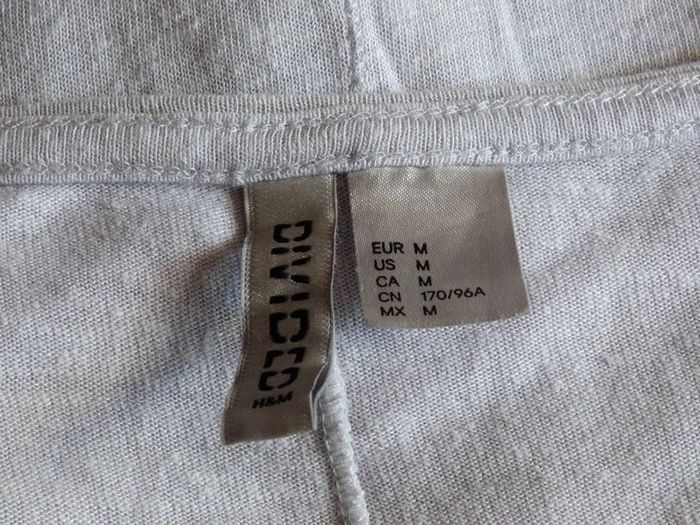 DIVIDED
H&M
EUR M
US M
CA M
CN 170/96A
MX M